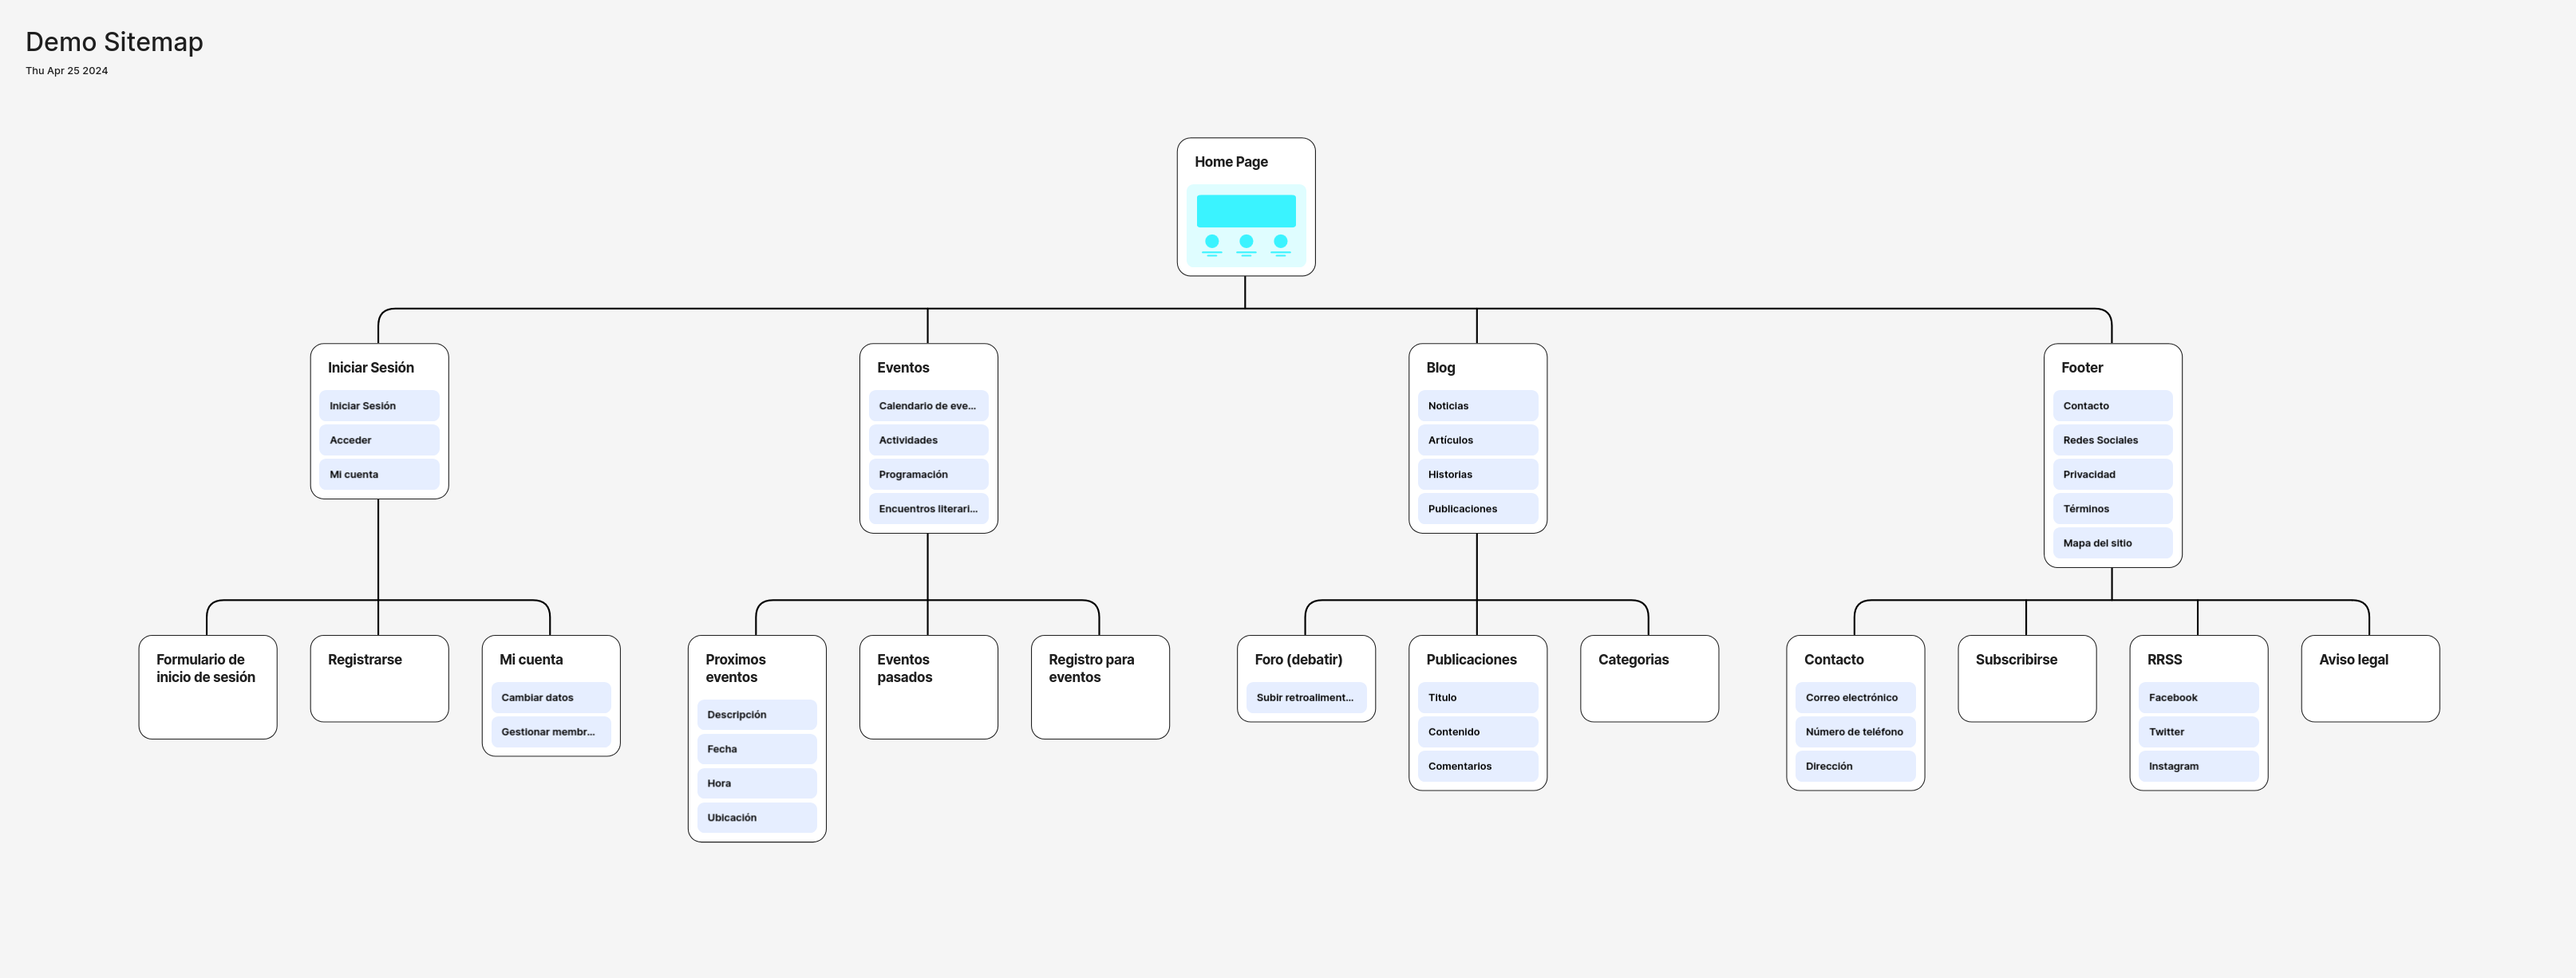 Demo Sitemap
Thu Apr 25 2024
Home Page
Iniciar Sesión
Iniciar Sesión
Acceder
Mi cuenta
Eventos
Calendario de eve...
Actividades
Programación
Encuentros literari...
Blog
Noticias
Artículos
Historias
Publicaciones
Footer
Contacto
Redes Sociales
Privacidad
Términos
Mapa del sitio
Formulario de
inicio de sesión
Registrarse
Mi cuenta
Cambiar datos
Gestionar membr...
Proximos
eventos
Descripción
Fecha
Hora
Ubicación
Eventos
pasados
Registro para
eventos
Foro (debatir)
Subir retroaliment...
Publicaciones
Titulo
Contenido
Comentarios
Categorias
Contacto
Correo electrónico
Número de teléfono
Dirección
Subscribirse
RRSS
Facebook
Twitter
Instagram
Aviso legal